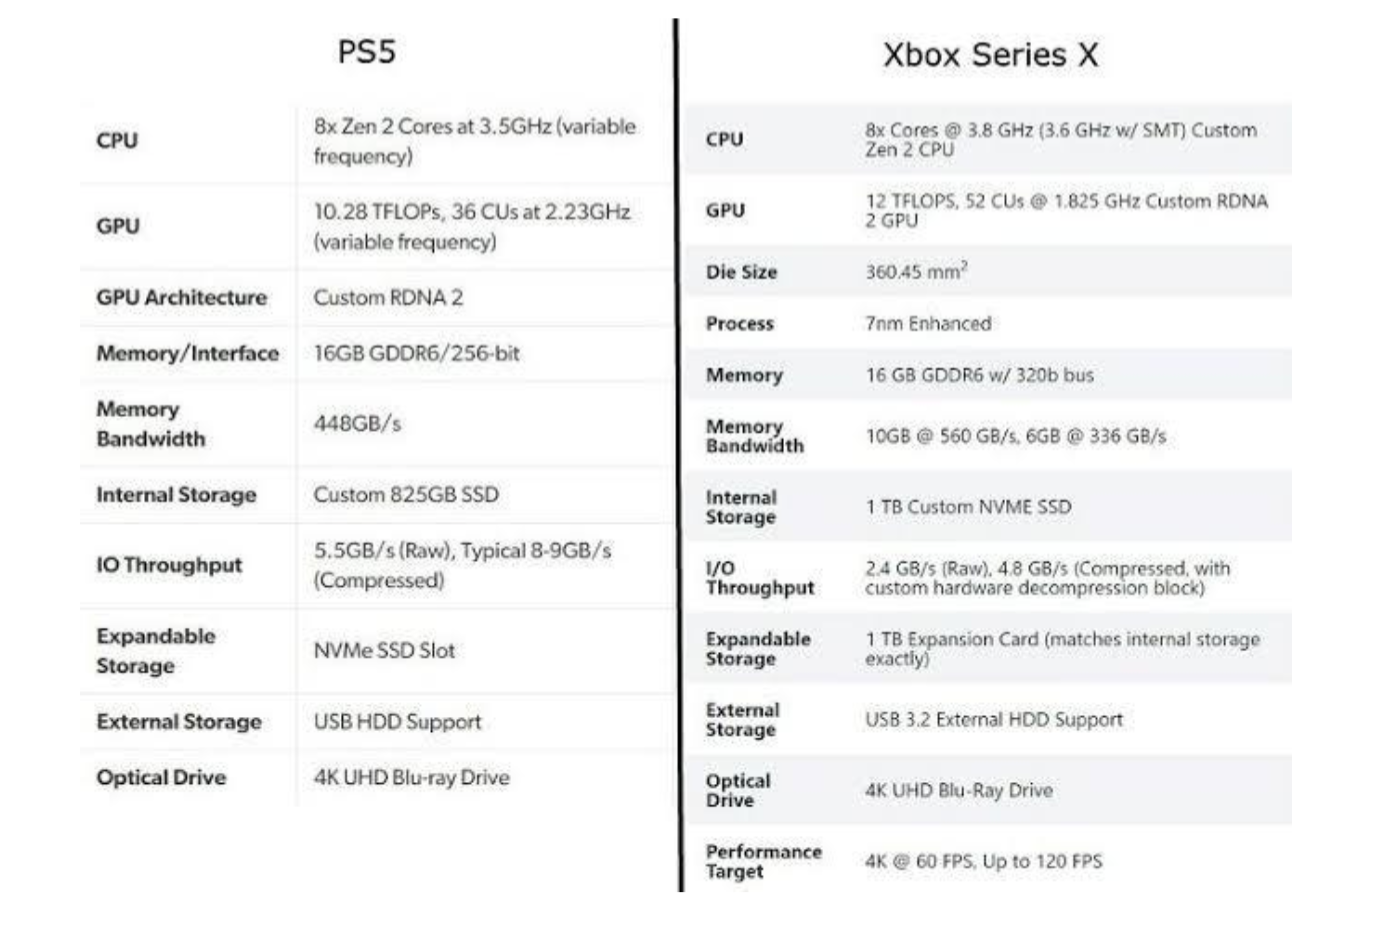 PS5
CPU
8x Zen 2 Cores at 3.5GHz (variable
frequency)
GPU
10.28 TFLOPs, 36 CUs at 2.23GHz
(variable frequency)
GPU Architecture
Custom RDNA 2
Memory/Interface
16GB GDDR6/256-bit
Memory
Bandwidth
448GB/s
Internal Storage
Custom 825GB SSD
IO Throughput
5.5GB/s (Raw), Typical 8-9GB/s
(Compressed)
Expandable
Storage
NVMe SSD Slot
External Storage
USB HDD Support
Optical Drive
4K UHD Blu-ray Drive
Xbox Series X
CPU
8x Cores @ 3.8 GHz (3.6 GHz w/ SMT) Custom
Zen 2 CPU
GPU
12 TFLOPS, 52 CUs @ 1.825 GHz Custom RDNA
2 GPU
Die Size
360.45 mm²
Process
7nm Enhanced
Memory
16 GB GDDR6 w/ 320b bus
Memory
Bandwidth
10GB @ 560 GB/s, 6GB @ 336 GB/s
Internal
Storage
1 TB Custom NVME SSD
I/O
Throughput
2.4 GB/s (Raw), 4.8 GB/s (Compressed, with
custom hardware decompression block)
Expandable
Storage
1 TB Expansion Card (matches internal storage
exactly)
External
Storage
USB 3.2 External HDD Support
Optical
Drive
4K UHD Blu-Ray Drive
Performance
Target
4K @ 60 FPS, Up to 120 FPS